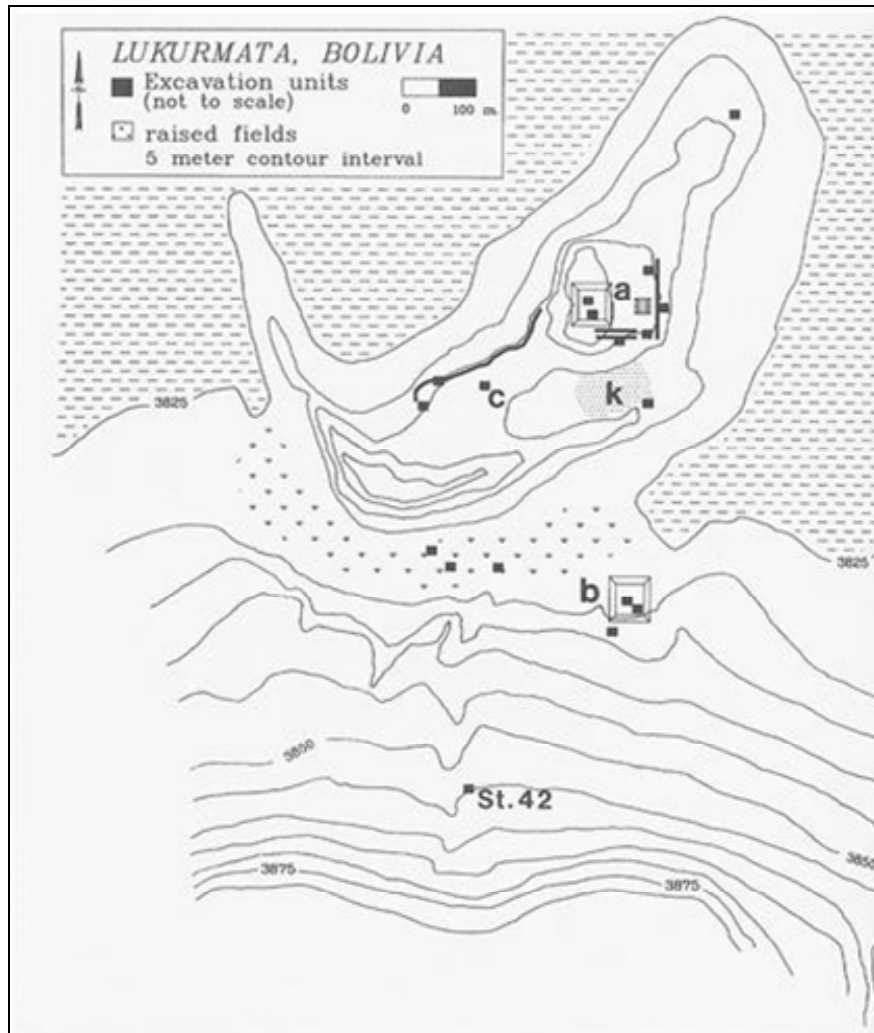 LUKURMATA, BOLIVIA
Excavation units
(not to scale)
0 100 m.
raised fields
5 meter contour interval
a
c
k
3825
3825
b
3850
St.42
3850
3875
3875